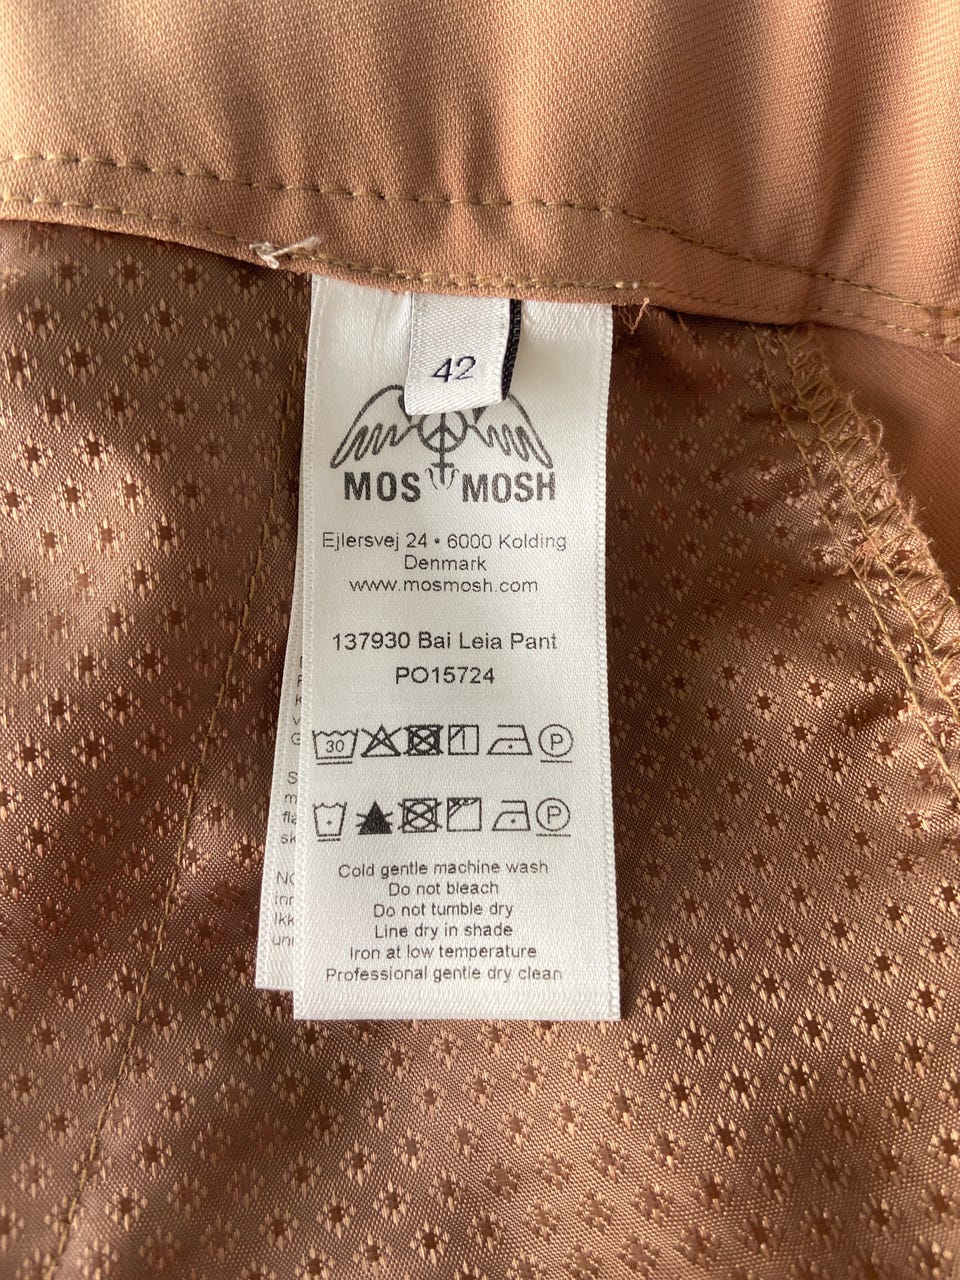 42
MOS MOSH
Ejlersvej 24 • 6000 Kolding
Denmark
www.mosmosh.com
137930 Bai Leia Pant
PO15724
30 P
P
Cold gentle machine wash
Do not bleach
Do not tumble dry
Line dry in shade
Iron at low temperature
Professional gentle dry clean